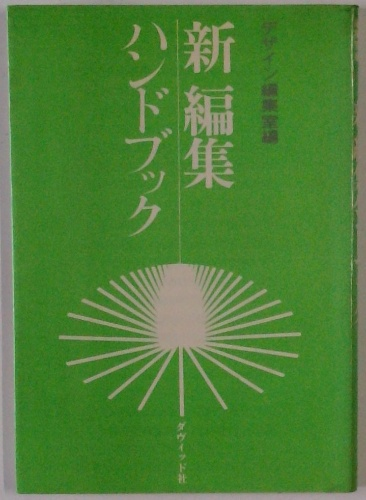 デザイン編集室編
新編集
ハンドブック
ダヴィッド社